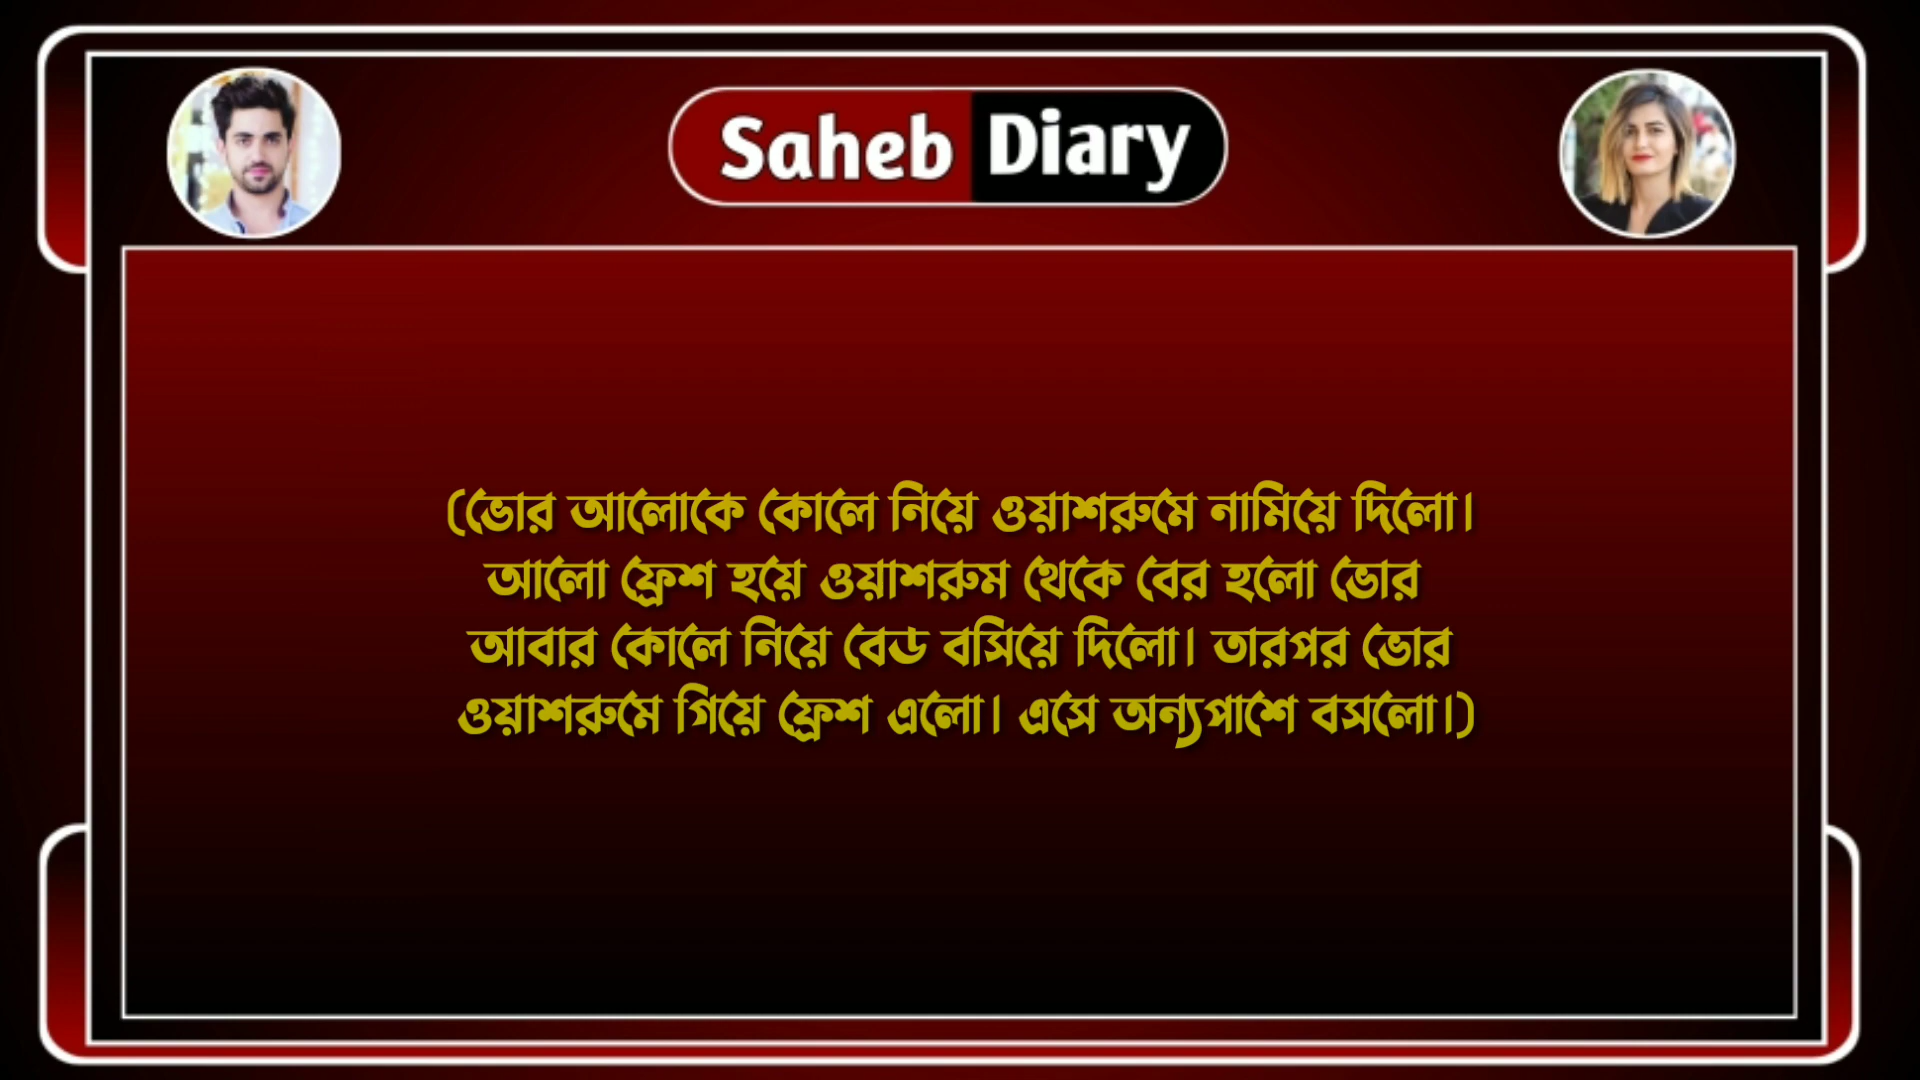 Saheb Diary
(ভোর আলোকে কোলে নিয়ে ওয়াশরুমে নামিয়ে দিলো।
আলো ফ্রেশ হয়ে ওয়াশরুম থেকে বের হলো ভোর
আবার কোলে নিয়ে বেড বসিয়ে দিলো। তারপর ভোর
ওয়াশরুমে গিয়ে ফ্রেশ এলো। এসে অন্যপাশে বসলো।)